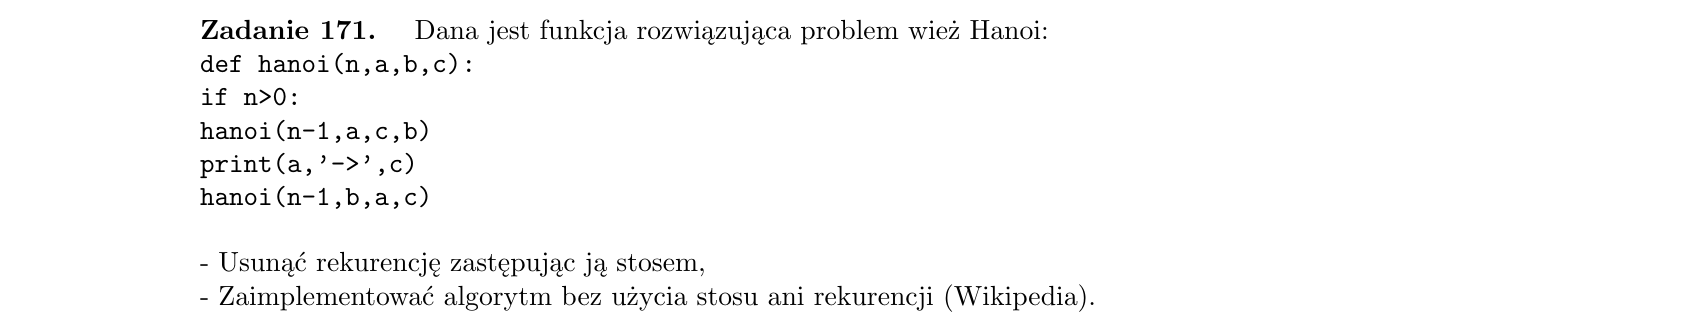 Zadanie 171. Dana jest funkcja rozwiązująca problem wież Hanoi:
def hanoi(n,a,b,c):
if n>0:
hanoi(n-1,a,c,b)
print(a,’->’,c)
hanoi(n-1,b,a,c)
- Usunąć rekurencję zastępując ją stosem,
- Zaimplementować algorytm bez użycia stosu ani rekurencji (Wikipedia).